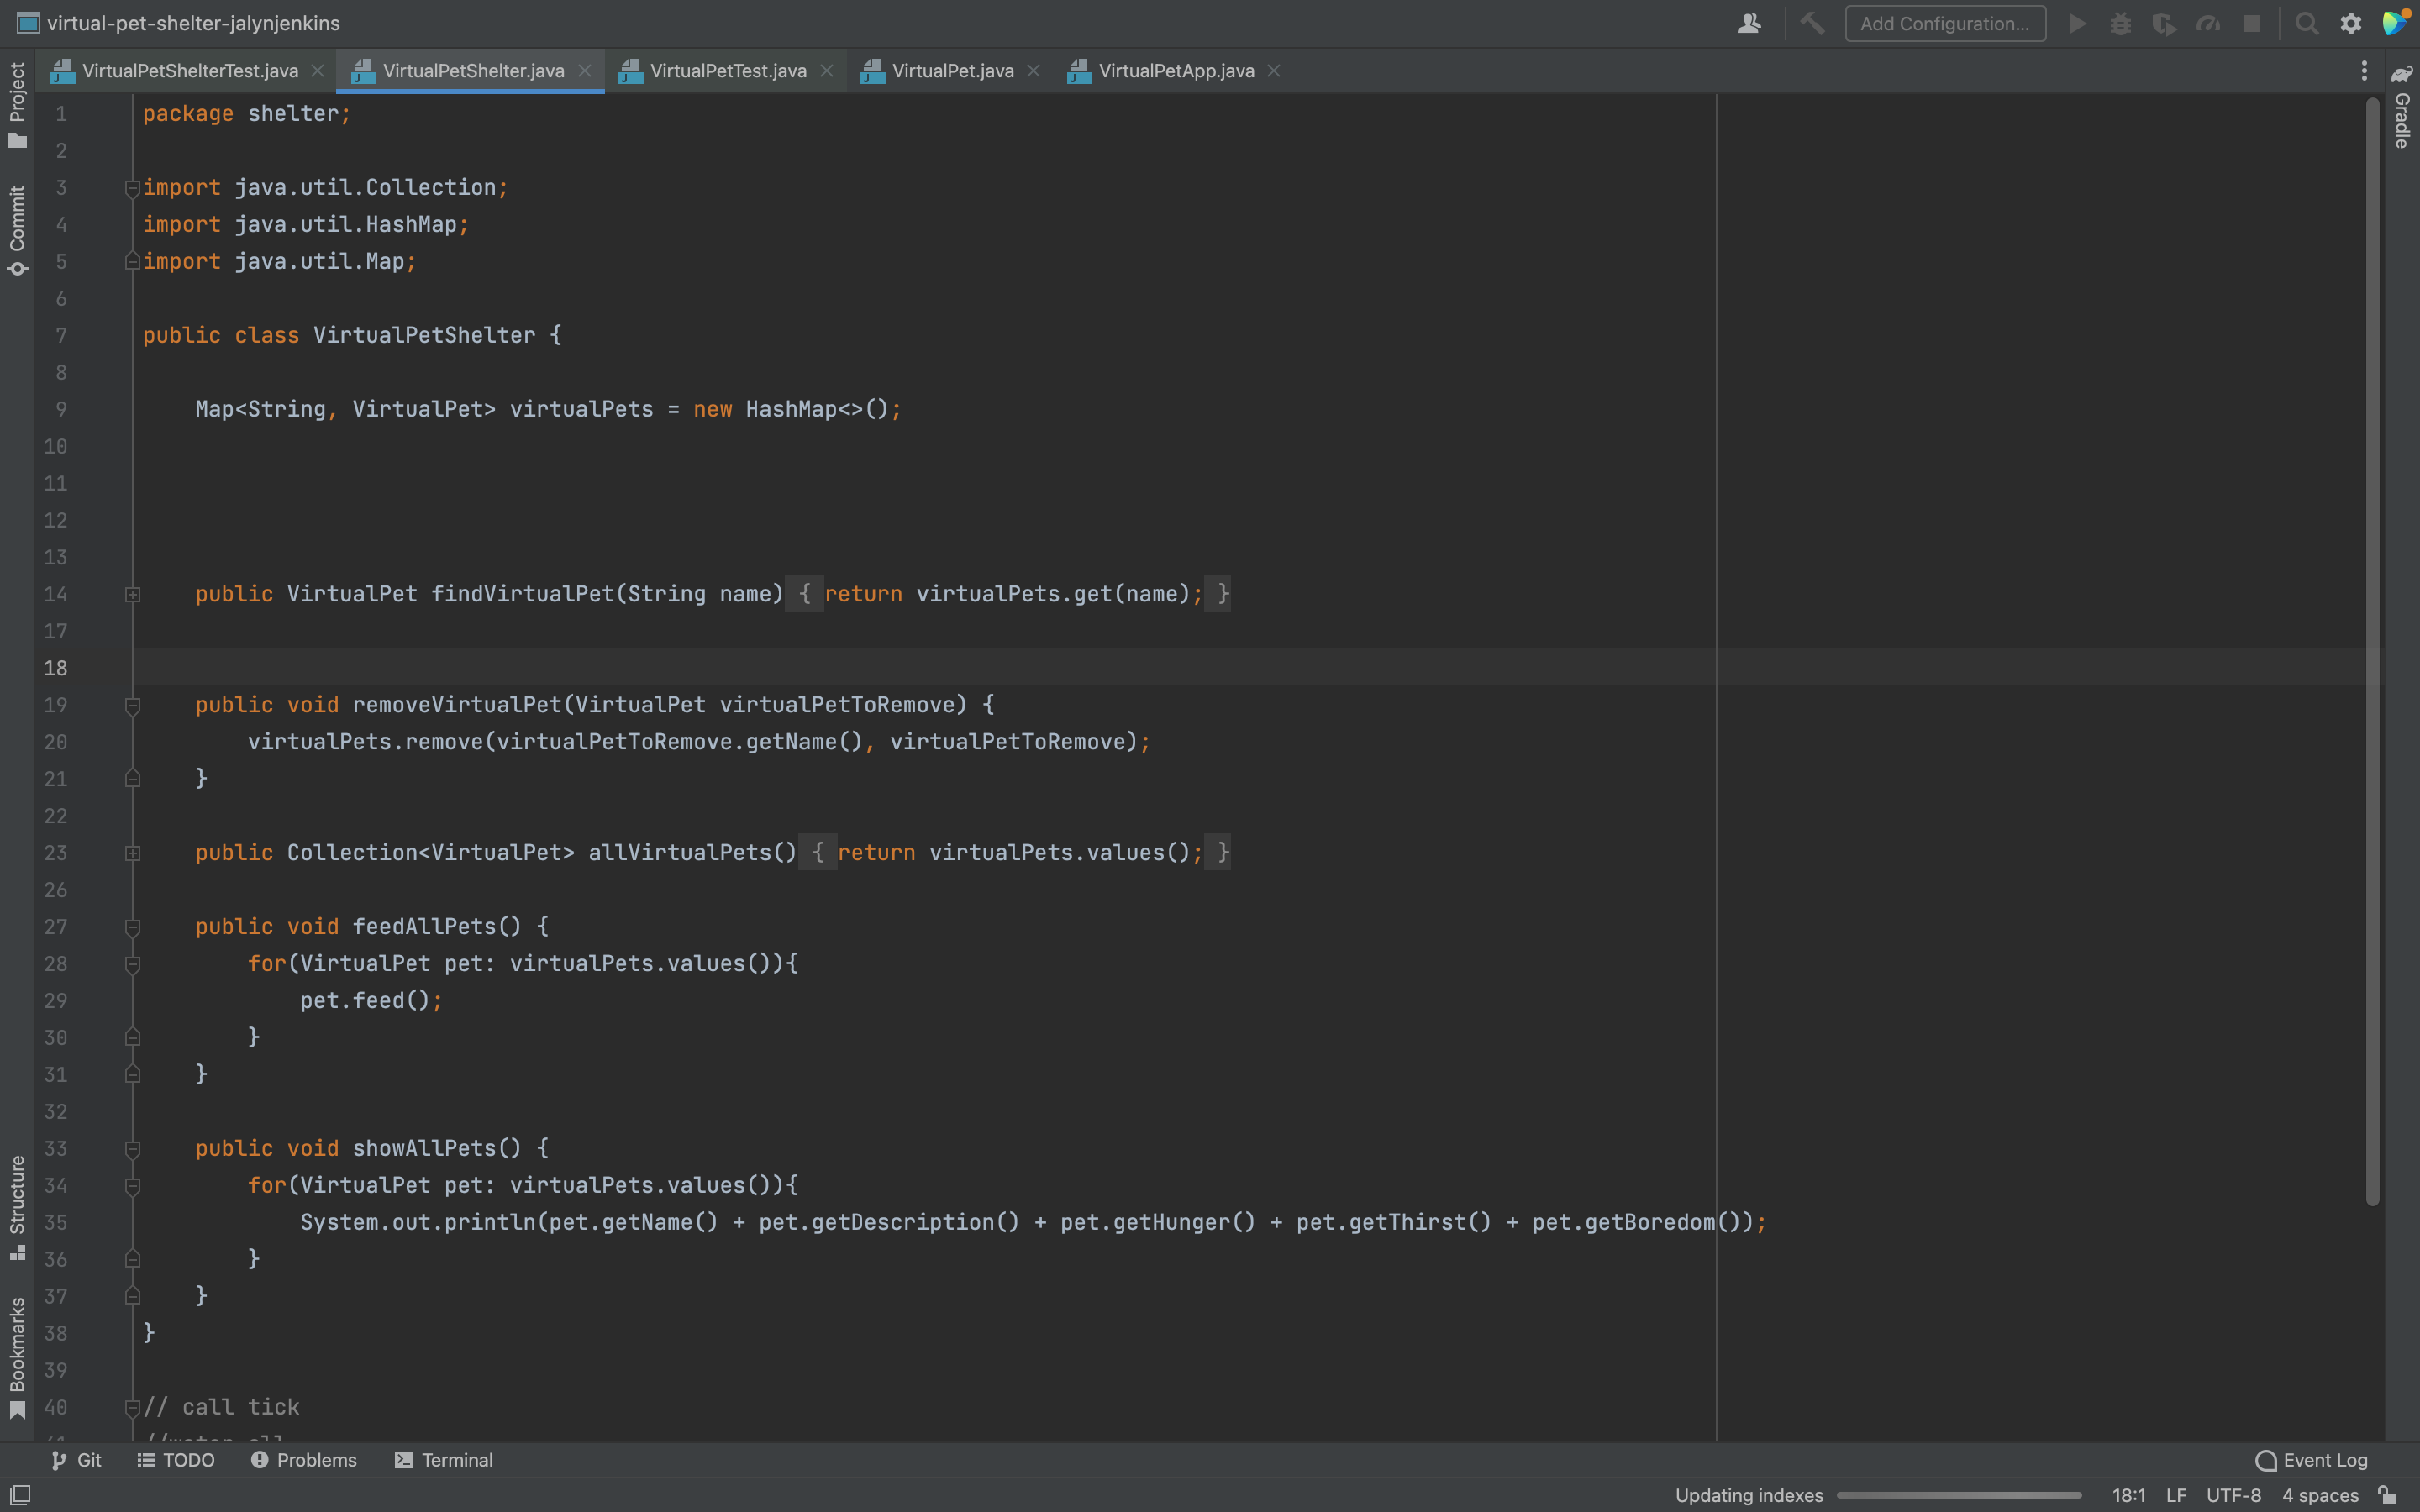 virtual-pet-shelter-jalynjenkins
Add Configuration...
VirtualPetShelterTest.java
VirtualPetShelter.java
VirtualPetTest.java
VirtualPet.java
VirtualPetApp.java
Project
Commit
Structure
Bookmarks
Gradle
1 package shelter;
2
3 import java.util.Collection;
4 import java.util.HashMap;
5 import java.util.Map;
6
7 public class VirtualPetShelter {
8
9 Map<String, VirtualPet> virtualPets = new HashMap<>();
10
11
12
13
14 public VirtualPet findVirtualPet(String name) { return virtualPets.get(name); }
17
18
19 public void removeVirtualPet(VirtualPet virtualPetToRemove) {
20 virtualPets.remove(virtualPetToRemove.getName(), virtualPetToRemove);
21 }
22
23 public Collection<VirtualPet> allVirtualPets() { return virtualPets.values(); }
26
27 public void feedAllPets() {
28 for(VirtualPet pet: virtualPets.values()){
29 pet.feed();
30 }
31 }
32
33 public void showAllPets() {
34 for(VirtualPet pet: virtualPets.values()){
35 System.out.println(pet.getName() + pet.getDescription() + pet.getHunger() + pet.getThirst() + pet.getBoredom());
36 }
37 }
38 }
39
40 // call tick
Git
TODO
Problems
Terminal
Event Log
Updating indexes
18:1
LF
UTF-8
4 spaces